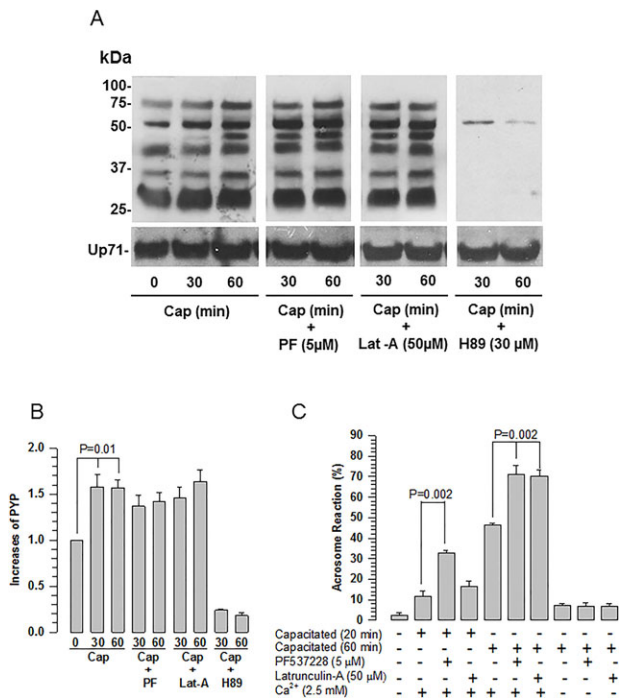 A
kDa
100-
75-
50-
37-
25-
Up71-
0 30 60 30 60 30 60 30 60
Cap (min) Cap (min) Cap (min) Cap (min)
+ + +
PF (5µM) Lat -A (50µM) H89 (30 µM)
B
Increases of PYP
2.0
1.5
1.0
0.5
0.0
P=0.01
0 30 60 30 60 30 60 30 60
Cap Cap Cap Cap
+ + +
PF Lat-A H89
C
Acrosome Reaction (%)
90
80
70
60
50
40
30
20
10
0
P=0.002
P=0.002
Capacitated (20 min) - + + + - - - - - -
Capacitated (60 min) - - - - + + + + + +
PF537228 (5 µM) - - + - - + - - + -
Latrunculin-A (50 µM) - - - + - - + - - +
Ca²⁺ (2.5 mM) - + + + + + + - - -